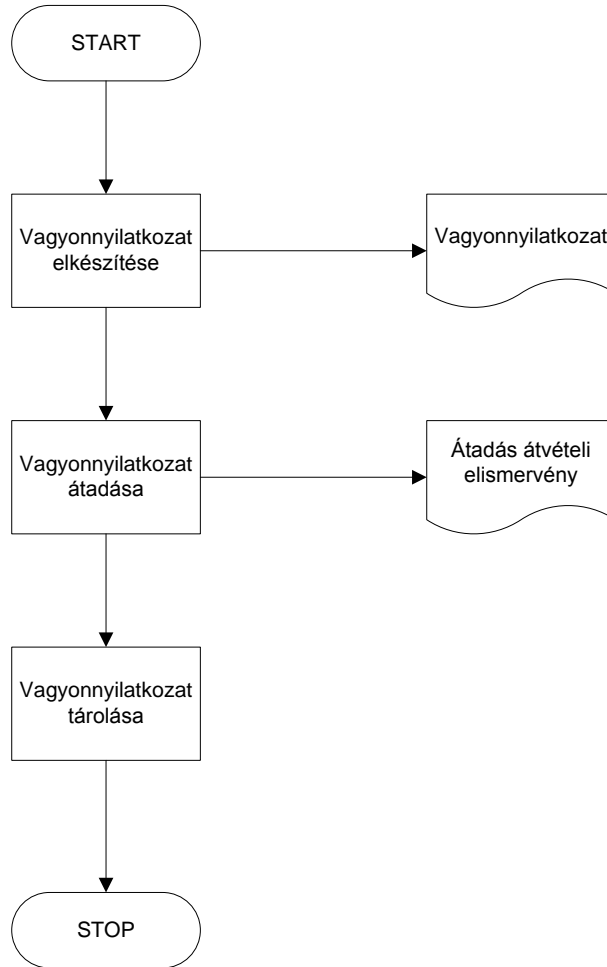 START
Vagyonnyilatkozat
elkészítése
Vagyonnyilatkozat
Vagyonnyilatkozat
átadása
Átadás átvételi
elismervény
Vagyonnyilatkozat
tárolása
STOP